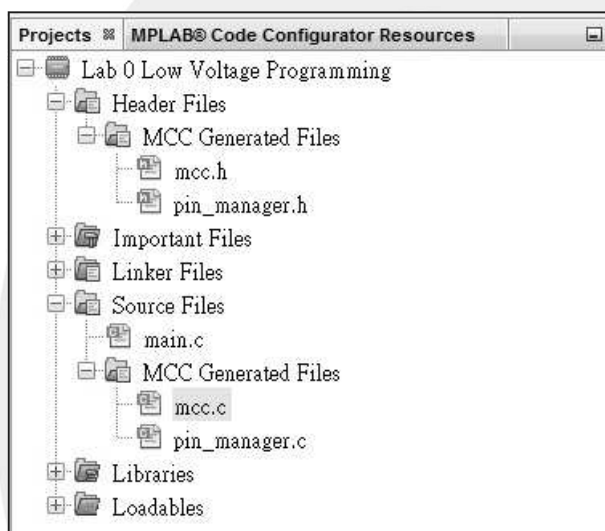 Projects MPLAB® Code Configurator Resources
Lab 0 Low Voltage Programming
Header Files
MCC Generated Files
mcc.h
pin_manager.h
Important Files
Linker Files
Source Files
main.c
MCC Generated Files
mcc.c
pin_manager.c
Libraries
Loadables